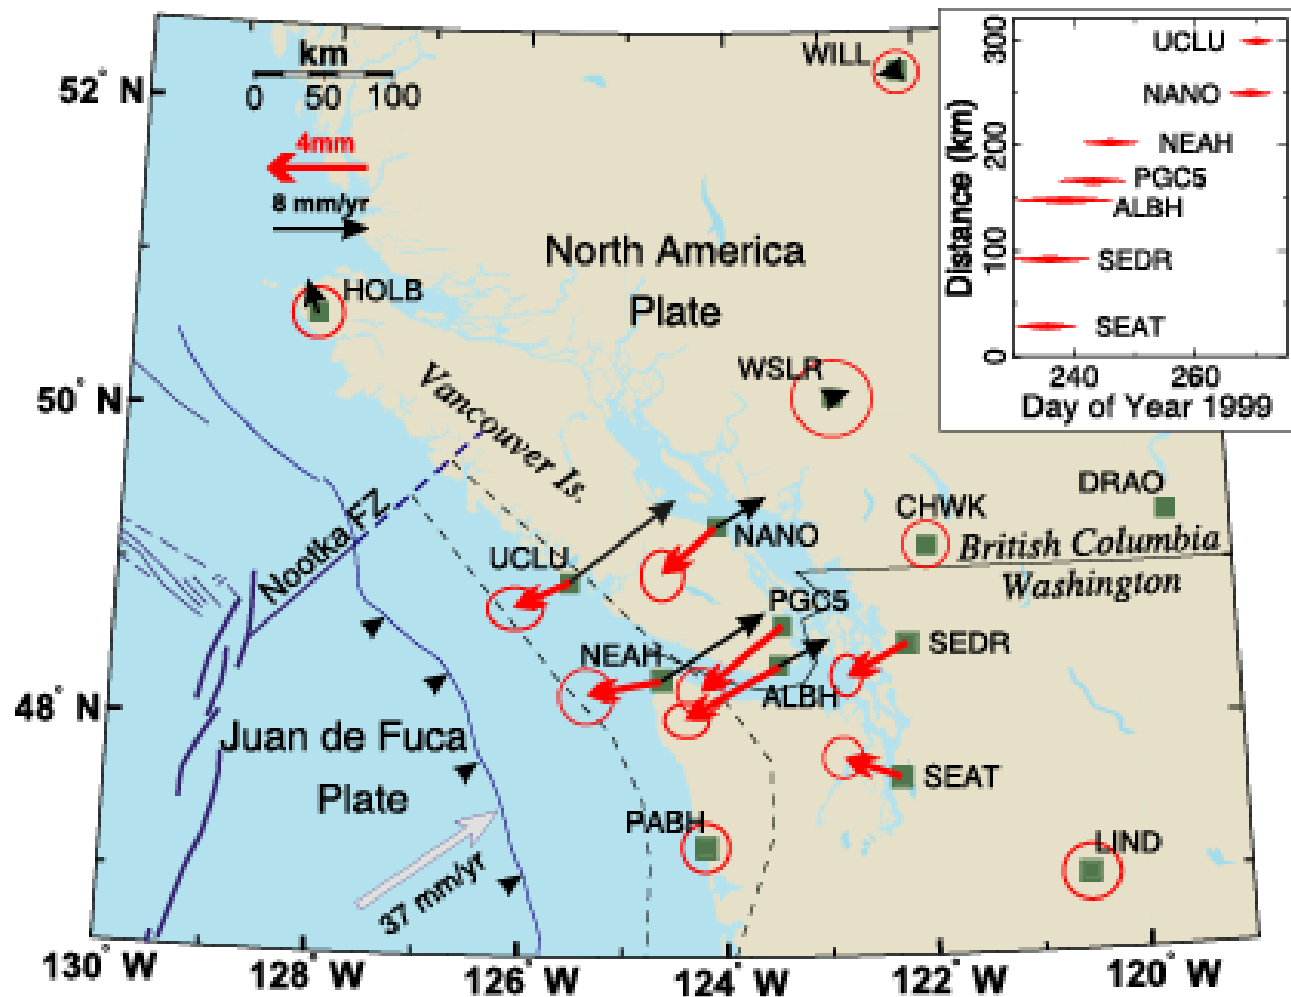 km
0 50 100
4mm
8 mm/yr
52° N
50° N
48° N
WILL
HOLB
North America
Plate
WSLR
Vancouver Is.
Nootka FZ
DRAO
CHWK
NANO
British Columbia
Washington
UCLU
PGC5
NEAH
SEDR
ALBH
Juan de Fuca
Plate
SEAT
PABH
LIND
37 mm/yr
130° W 128° W 126° W 124° W 122° W 120° W
Distance (km)
300
200
100
0
UCLU
NANO
NEAH
PGC5
ALBH
SEDR
SEAT
240 260
Day of Year 1999